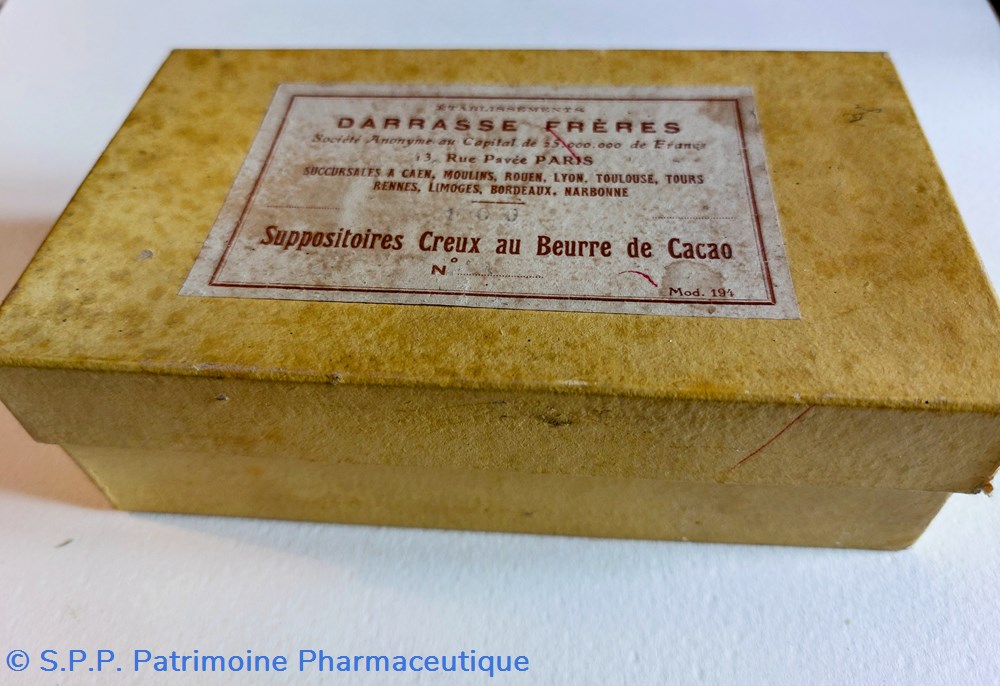 ÉTABLISSEMENTS
DARRASSE FRÈRES
Société Anonyme au Capital de 35.000.000 de Francs
13, Rue Pavée PARIS
SUCCURSALES A CAEN, MOULINS, ROUEN, LYON, TOULOUSE, TOURS
RENNES, LIMOGES, BORDEAUX, NARBONNE
100
Suppositoires Creux au Beurre de Cacao
N°
Mod. 194
© S.P.P. Patrimoine Pharmaceutique